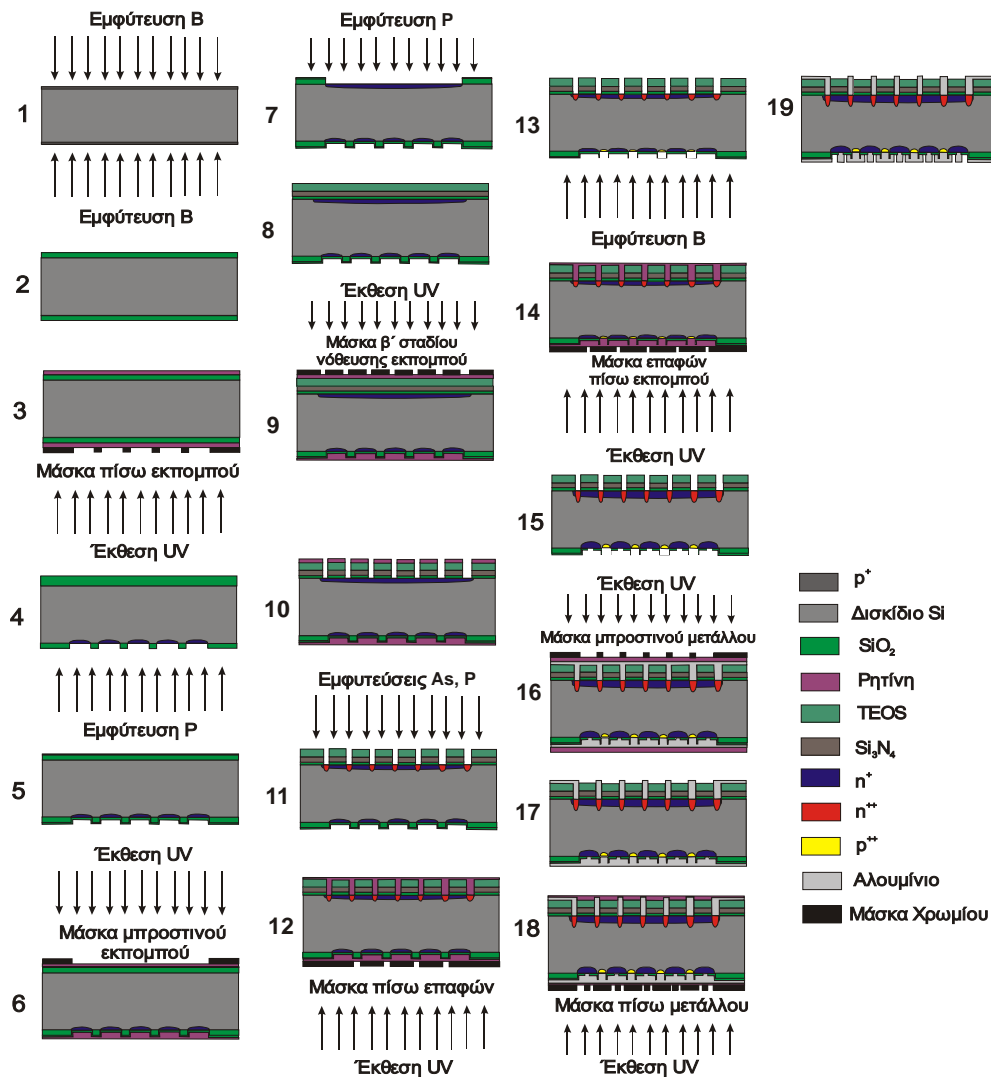 Εμφύτευση Β
1
Εμφύτευση Β
2
3
Μάσκα πίσω εκπομπού
Έκθεση UV
4
Εμφύτευση P
5
Έκθεση UV
Μάσκα μπροστινού
εκπομπού
6
Εμφύτευση P
7
8
Έκθεση UV
Μάσκα β΄ σταδίου
νόθευσης εκπομπού
9
10
Εμφυτεύσεις As, P
11
12
Μάσκα πίσω επαφών
Έκθεση UV
13
Εμφύτευση Β
14
Μάσκα επαφών
πίσω εκπομπού
Έκθεση UV
15
Έκθεση UV
Μάσκα μπροστινού μετάλλου
16
17
18
Μάσκα πίσω μετάλλου
Έκθεση UV
19
p+
Δισκίδιο Si
SiO2
Ρητίνη
TEOS
Si3N4
n+
n++
p++
Αλουμίνιο
Μάσκα Χρωμίου